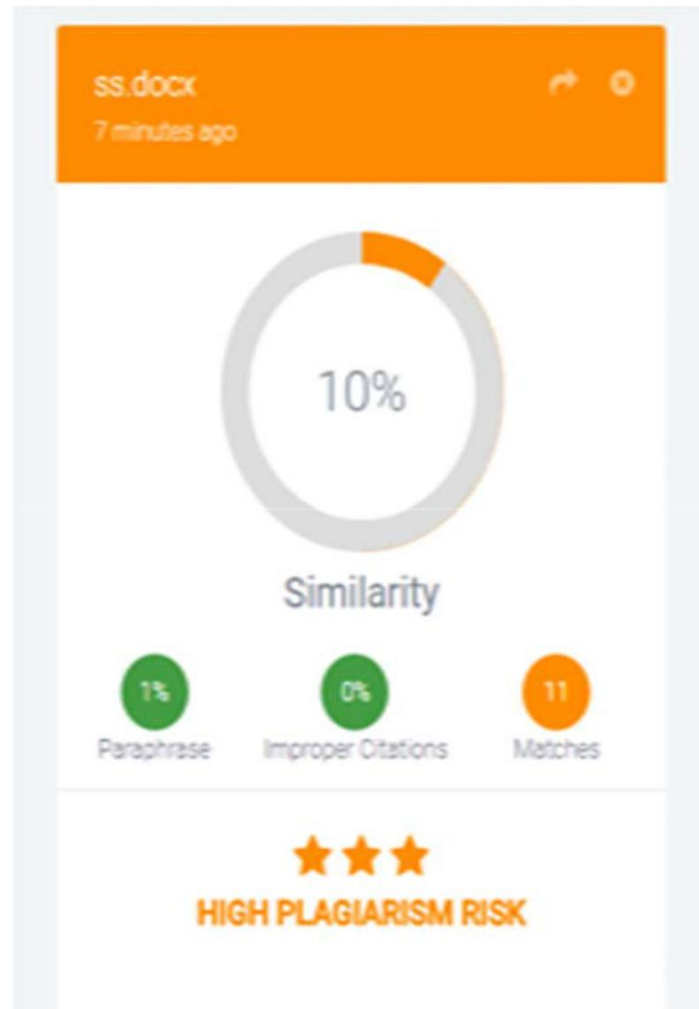 ss.docx
7 minutes ago
10%
Similarity
1% 0% 11
Paraphrase Improper Citations Matches
HIGH PLAGIARISM RISK